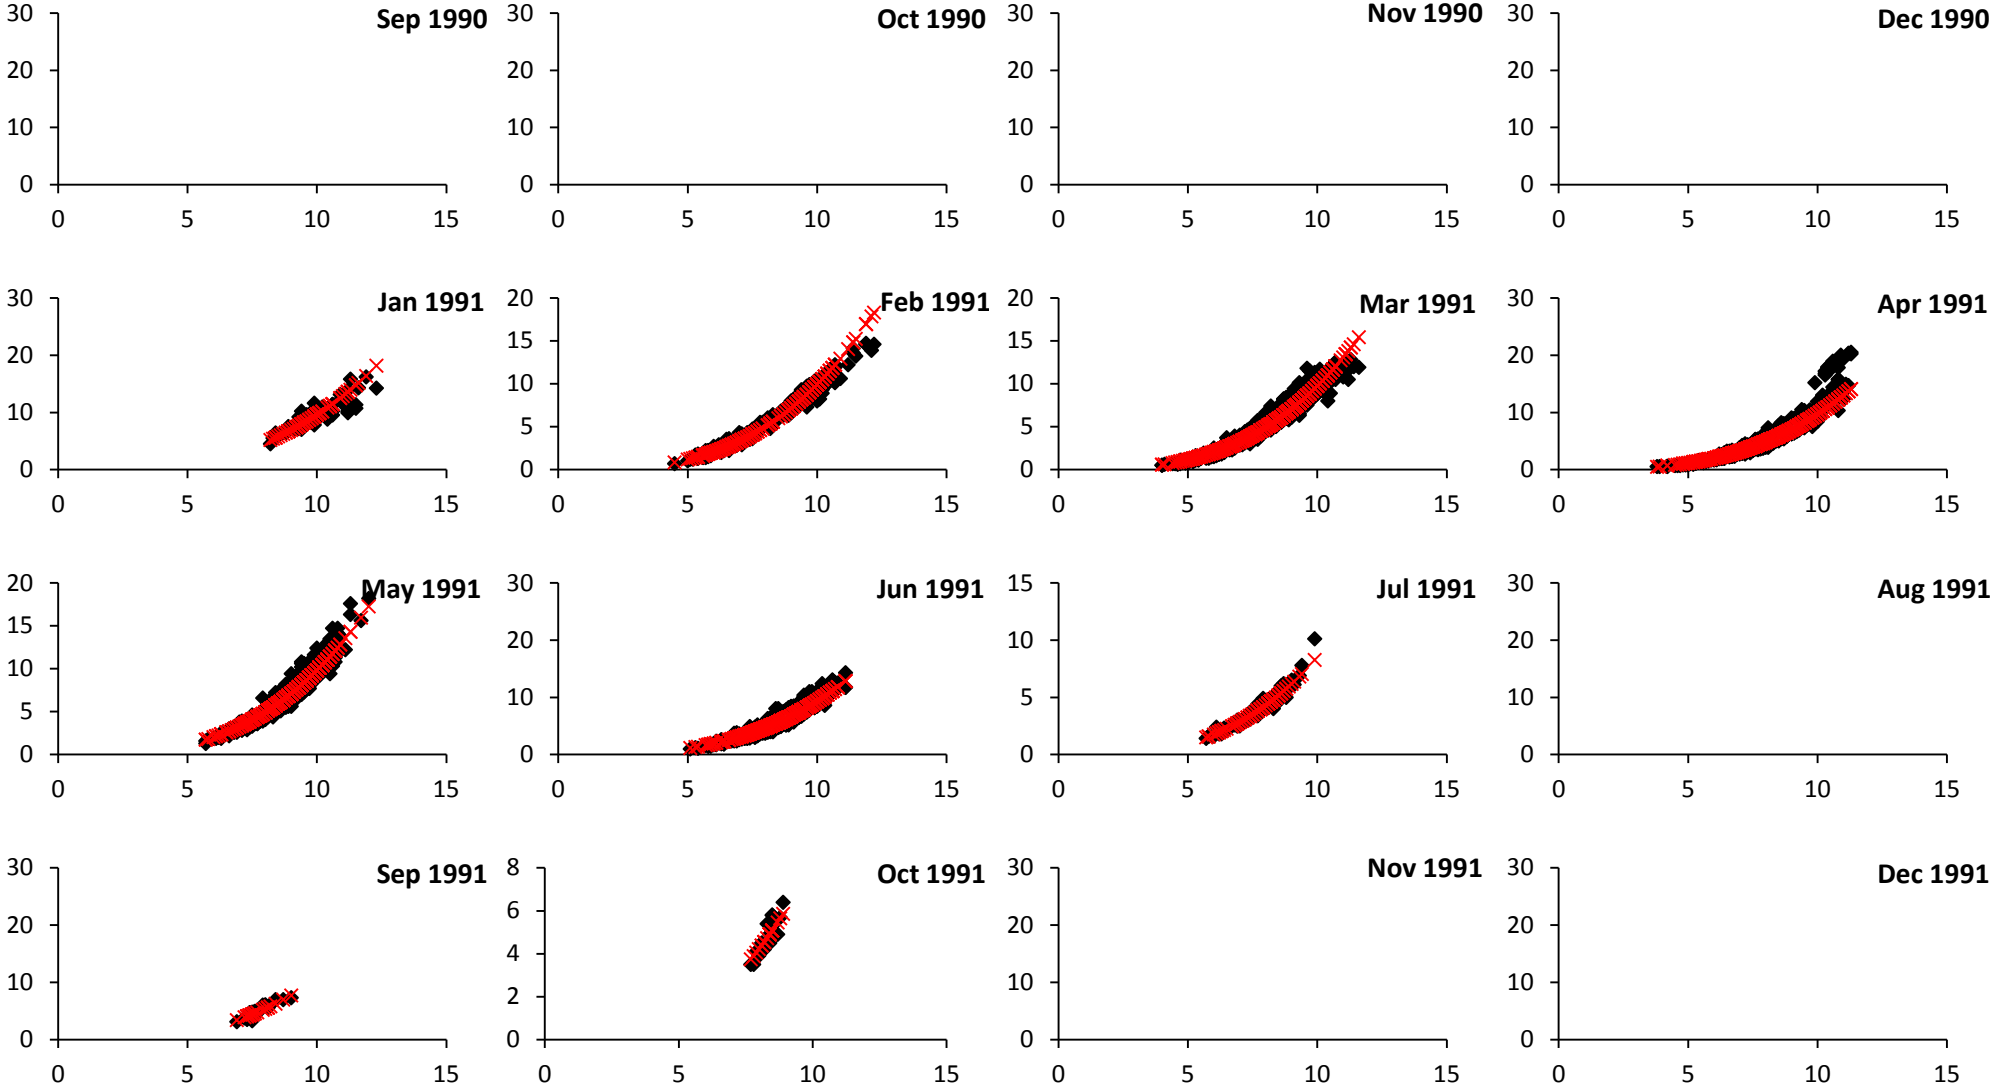 30 Sep 1990 30 Oct 1990 30 Nov 1990 30 Dec 1990
20 20 20 20
10 10 10 10
0 0 0 0
0 5 10 15 0 5 10 15 0 5 10 15 0 5 10 15
30 Jan 1991 20 Feb 1991 20 Mar 1991 30 Apr 1991
15 15
20 20
10 10
10 10
5 5
0 0 0 0
0 5 10 15 0 5 10 15 0 5 10 15 0 5 10 15
20 May 1991 30 Jun 1991 15 Jul 1991 30 Aug 1991
15 20 10 20
10 10 5 10
5
0 0 0 0
0 5 10 15 0 5 10 15 0 5 10 15 0 5 10 15
30 Sep 1991 8 Oct 1991 30 Nov 1991 30 Dec 1991
20 6 20 20
4
10 2 10 10
0 0 0 0
0 5 10 15 0 5 10 15 0 5 10 15 0 5 10 15